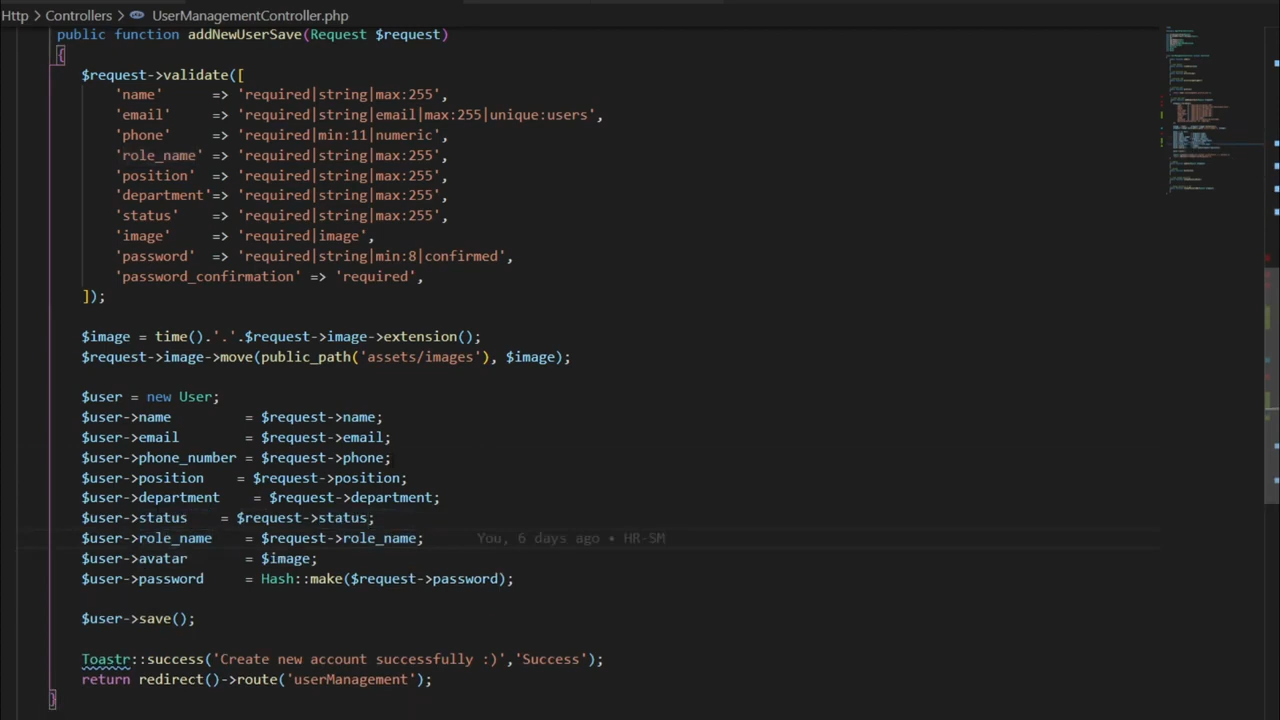 Http > Controllers > UserManagementController.php
public function addNewUserSave(Request $request)
{
$request->validate([
'name' => 'required|string|max:255',
'email' => 'required|string|email|max:255|unique:users',
'phone' => 'required|min:11|numeric',
'role_name' => 'required|string|max:255',
'position' => 'required|string|max:255',
'department'=> 'required|string|max:255',
'status' => 'required|string|max:255',
'image' => 'required|image',
'password' => 'required|string|min:8|confirmed',
'password_confirmation' => 'required',
]);
$image = time().'.'.$request->image->extension();
$request->image->move(public_path('assets/images'), $image);
$user = new User;
$user->name = $request->name;
$user->email = $request->email;
$user->phone_number = $request->phone;
$user->position = $request->position;
$user->department = $request->department;
$user->status = $request->status;
$user->role_name = $request->role_name; You, 6 days ago • HR-SM
$user->avatar = $image;
$user->password = Hash::make($request->password);
$user->save();
Toastr::success('Create new account successfully :)','Success');
return redirect()->route('userManagement');
}